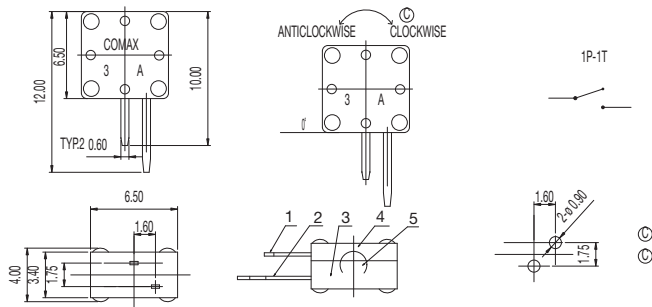 ANTICLOCKWISE CLOCKWISE
©
COMAX
3 A
6.50
12.00
10.00
TYP.2 0.60
3 A
0'
1P-1T
6.50
1.60
4.00
3.40
1.75
1 2 3 4 5
1.60
2-ø0.90
1.75
©
©